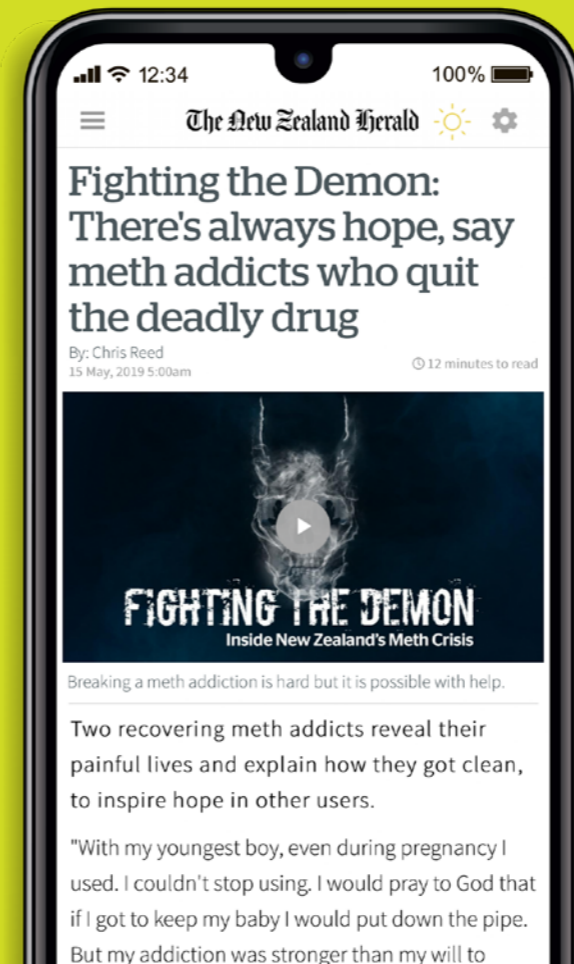 12:34
100%
The New Zealand Herald
Fighting the Demon:
There's always hope, say
meth addicts who quit
the deadly drug
By: Chris Reed
15 May, 2019 5:00am
12 minutes to read
FIGHTING THE DEMON
Inside New Zealand's Meth Crisis
Breaking a meth addiction is hard but it is possible with help.
Two recovering meth addicts reveal their
painful lives and explain how they got clean,
to inspire hope in other users.
"With my youngest boy, even during pregnancy I
used. I couldn't stop using. I would pray to God that
if I got to keep my baby I would put down the pipe.
But my addiction was stronger than my will to